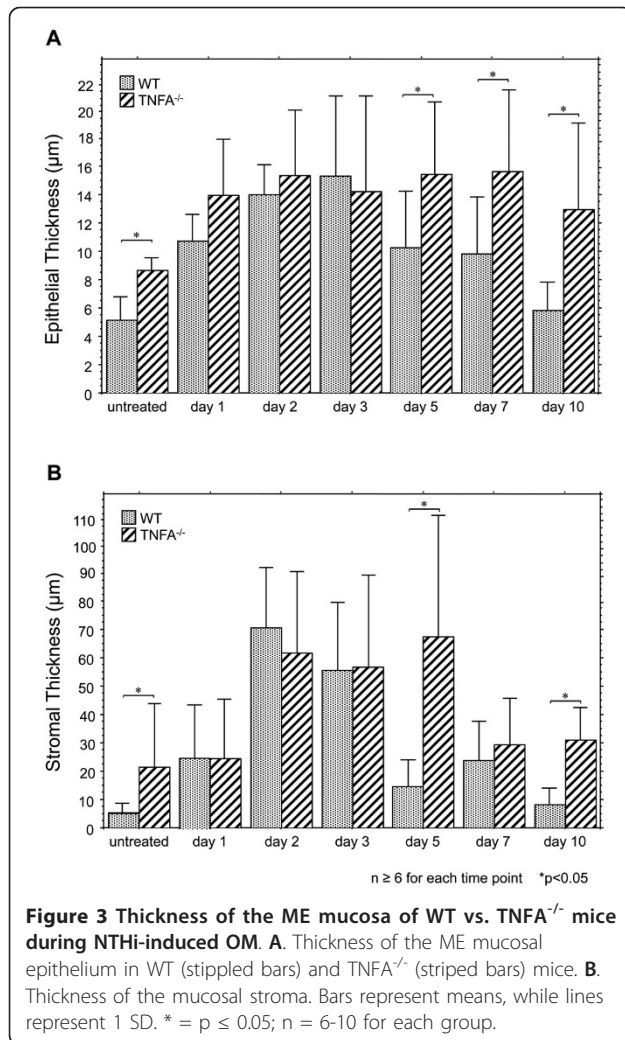 A
22
20
18
16
14
12
10
8
6
4
2
0
Epithelial Thickness (µm)
WT
TNFA-/-
* * * *
untreated day 1 day 2 day 3 day 5 day 7 day 10
B
110
100
90
80
70
60
50
40
30
20
10
0
Stromal Thickness (µm)
WT
TNFA-/-
* * *
untreated day 1 day 2 day 3 day 5 day 7 day 10
n ≥ 6 for each time point *p<0.05
Figure 3 Thickness of the ME mucosa of WT vs. TNFA-/- mice
during NTHi-induced OM. A. Thickness of the ME mucosal
epithelium in WT (stippled bars) and TNFA-/- (striped bars) mice. B.
Thickness of the mucosal stroma. Bars represent means, while lines
represent 1 SD. * = p ≤ 0.05; n = 6-10 for each group.